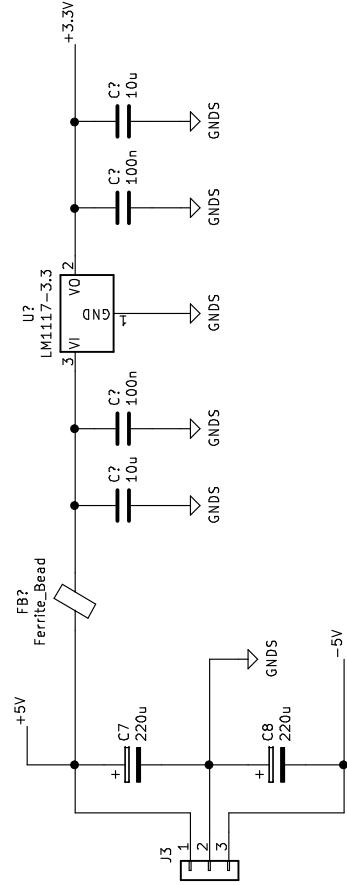 +3.3V
C?
10u
GNDS
C?
100n
GNDS
2
VO
U?
LM1117-3.3
GND
1
GNDS
VI
3
C?
100n
GNDS
C?
10u
GNDS
FB?
Ferrite_Bead
+5V
C7
220u
+
GNDS
C8
220u
+
-5V
J3
1
2
3